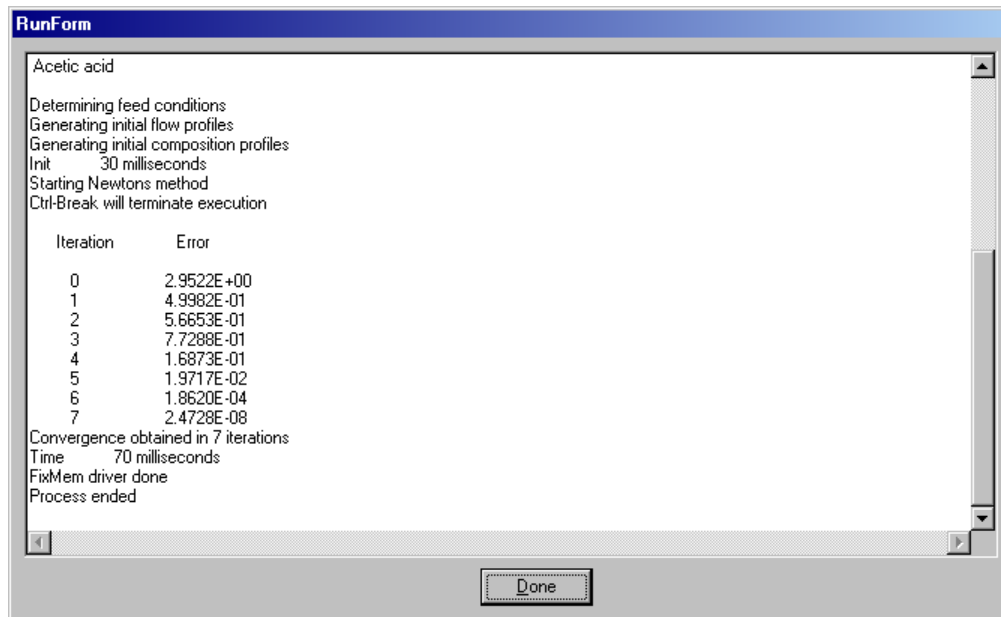 RunForm
Acetic acid
Determining feed conditions
Generating initial flow profiles
Generating initial composition profiles
Init 30 milliseconds
Starting Newtons method
Ctrl-Break will terminate execution
Iteration Error
0 2.9522E+00
1 4.9982E-01
2 5.6653E-01
3 7.7288E-01
4 1.6873E-01
5 1.9717E-02
6 1.8620E-04
7 2.4728E-08
Convergence obtained in 7 iterations
Time 70 milliseconds
FixMem driver done
Process ended
Done